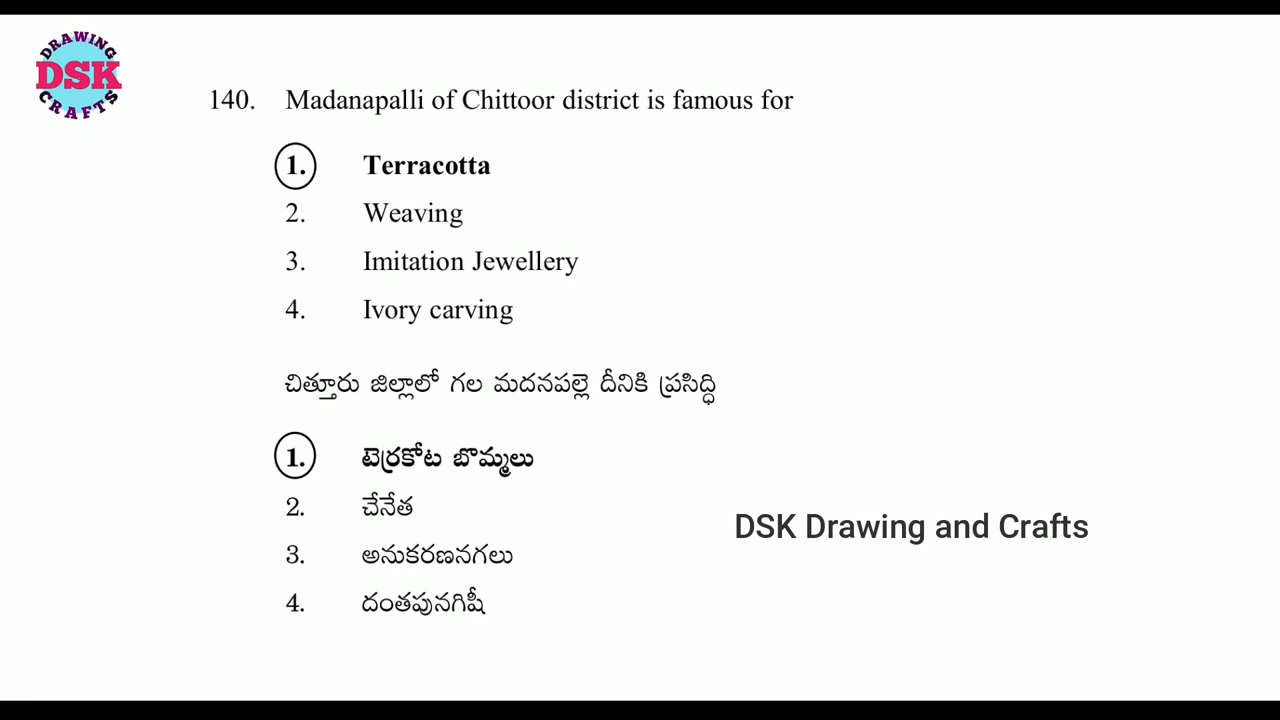 DRAWING
DSK
CRAFTS
140. Madanapalli of Chittoor district is famous for
1. Terracotta
2. Weaving
3. Imitation Jewellery
4. Ivory carving
చిత్తూరు జిల్లాలో గల మదనపల్లె దీనికి ప్రసిద్ధి
1. టెర్రకోట బొమ్మలు
2. చేనేత
3. అనుకరణనగలు
4. దంతపునగిషీ
DSK Drawing and Crafts